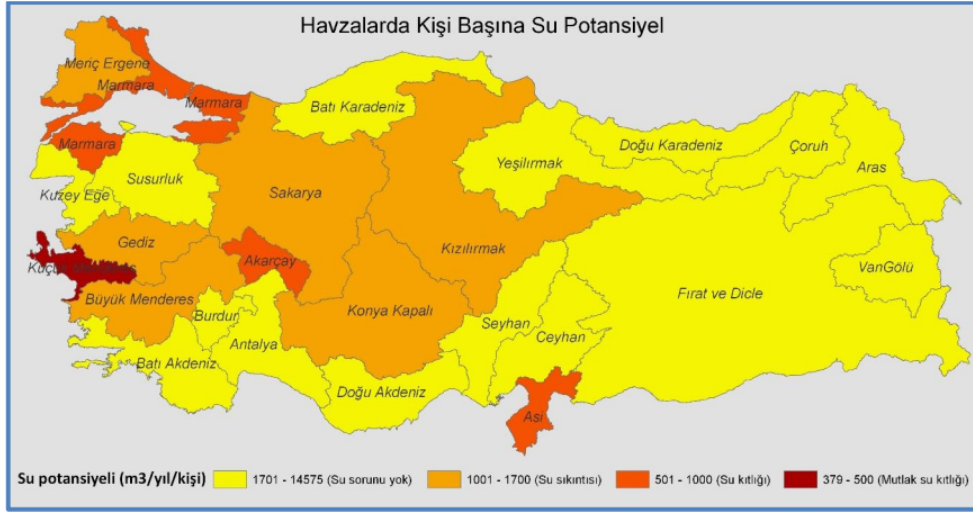 Havzalarda Kişi Başına Su Potansiyel
Meriç Ergene
Marmara
Marmara
Marmara
Batı Karadeniz
Doğu Karadeniz
Çoruh
Yeşilırmak
Aras
Susurluk
Kuzey Ege
Sakarya
Gediz
Kızılırmak
Akarçay
VanGölü
Büyük Menderes
Fırat ve Dicle
Konya Kapalı
Burdur
Seyhan
Ceyhan
Antalya
Batı Akdeniz
Doğu Akdeniz
Asi
Su potansiyeli (m3/yıl/kişi) 1701 - 14575 (Su sorunu yok) 1001 - 1700 (Su sıkıntısı) 501 - 1000 (Su kıtlığı) 379 - 500 (Mutlak su kıtlığı)